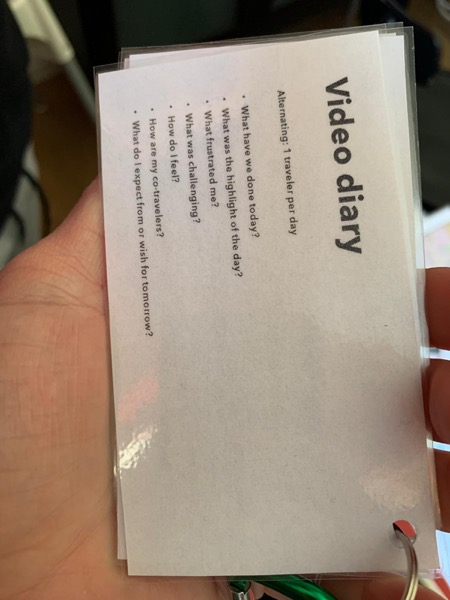 Video diary
Alternating: 1 traveler per day
• What have we done today?
• What was the highlight of the day?
• What frustrated me?
• What was challenging?
• How do I feel?
• How are my co-travelers?
• What do I expect from or wish for tomorrow?